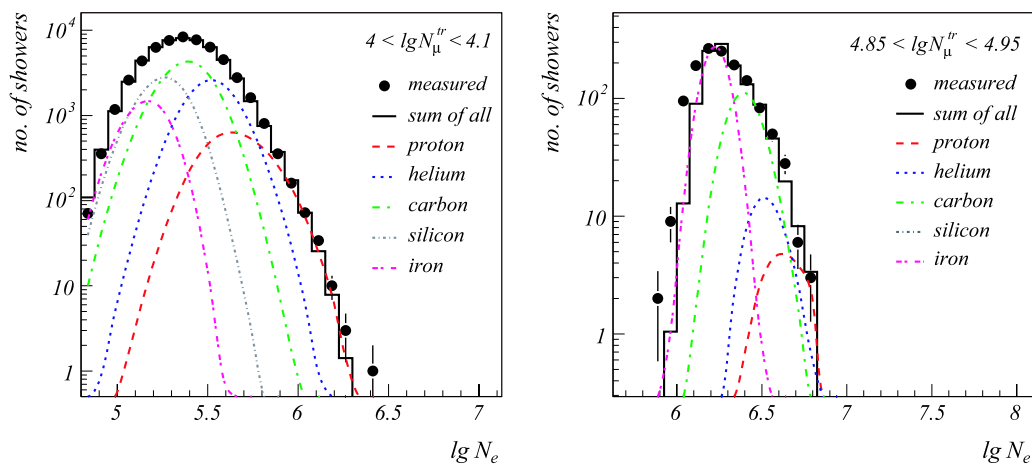 no. of showers
10^4
10^3
10^2
10
1
4 < lgN_μ^tr < 4.1
measured
sum of all
proton
helium
carbon
silicon
iron
5
5.5
6
6.5
7
lg N_e
no. of showers
10^2
10
1
4.85 < lgN_μ^tr < 4.95
measured
sum of all
proton
helium
carbon
silicon
iron
6
6.5
7
7.5
8
lg N_e